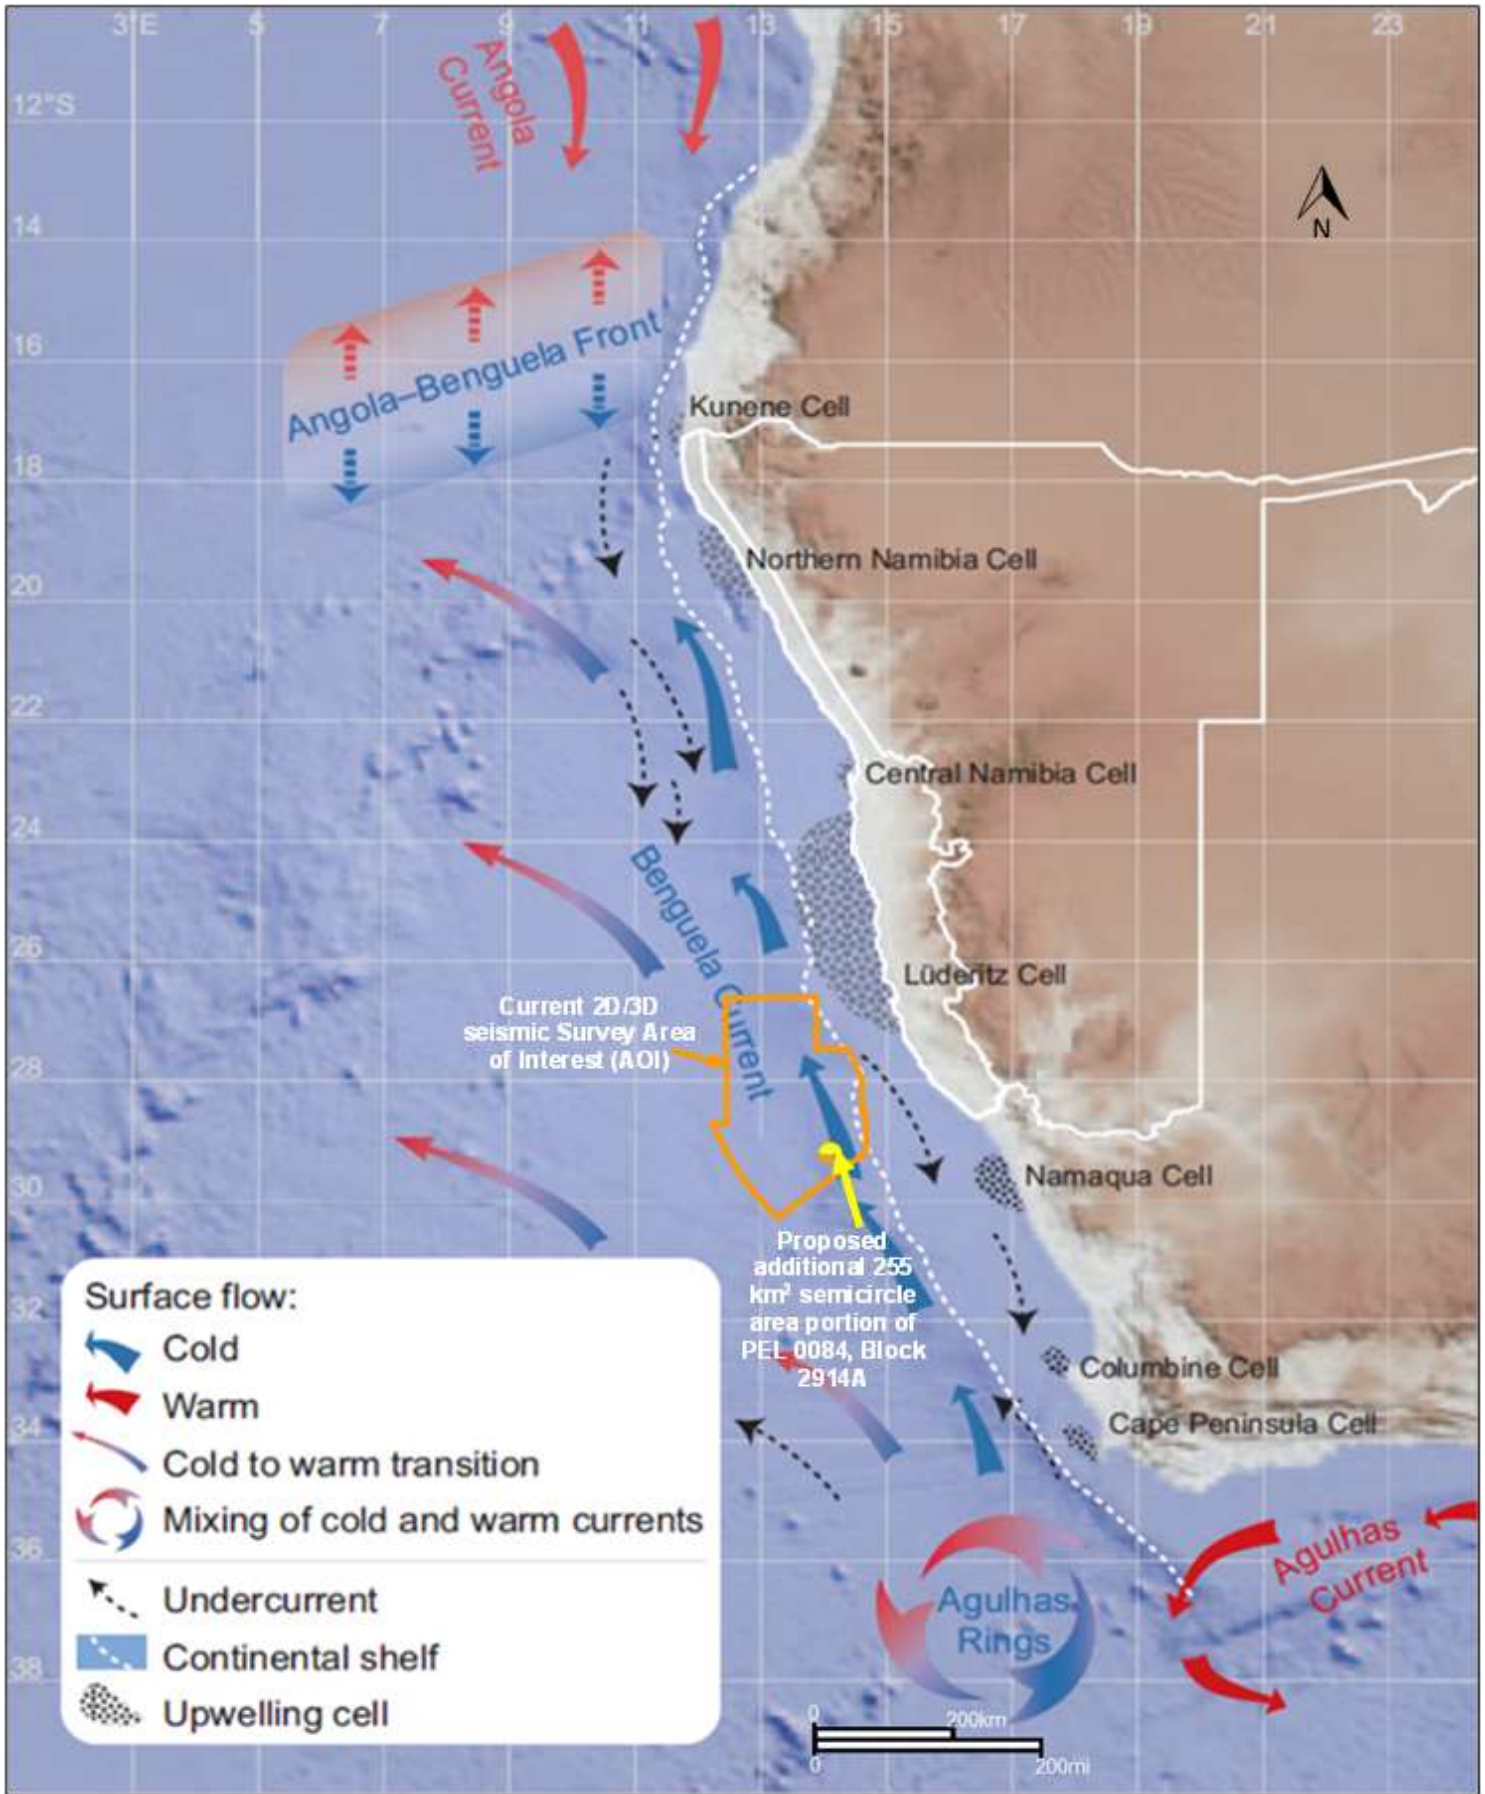 3°E 5 7 9 11 13 15 17 19 21 23
Angola
Current
12°S
N
14
16
Angola–Benguela Front
Kunene Cell
18
Northern Namibia Cell
20
22
Central Namibia Cell
24
Benguela Current
26
Lüderitz Cell
Current 2D/3D
seismic Survey Area
of Interest (AOI)
28
Namaqua Cell
30
Proposed
additional 255
km² semicircle
area portion of
PEL 0084, Block
2914A
32
Columbine Cell
Cape Peninsula Cell
34
Agulhas
Current
36
Agulhas
Rings
38
Surface flow:
Cold
Warm
Cold to warm transition
Mixing of cold and warm currents
Undercurrent
Continental shelf
Upwelling cell
0 200km
0 200mi